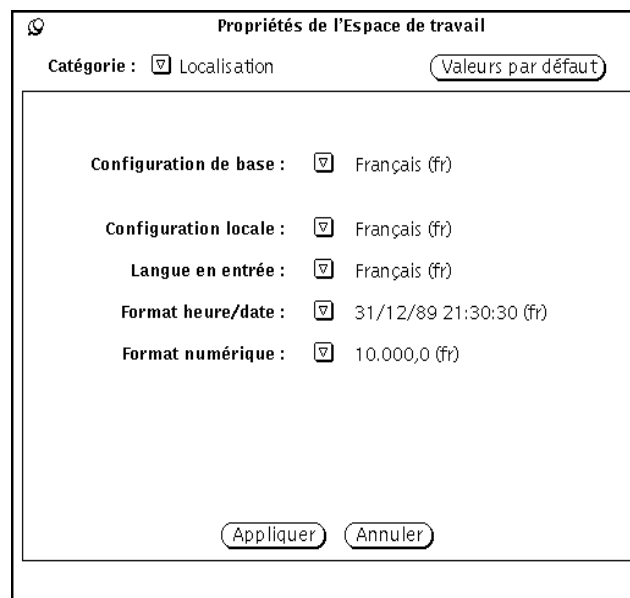 Propriétés de l'Espace de travail
Catégorie : Localisation Valeurs par défaut
Configuration de base : Français (fr)
Configuration locale : Français (fr)
Langue en entrée : Français (fr)
Format heure/date : 31/12/89 21:30:30 (fr)
Format numérique : 10.000,0 (fr)
Appliquer Annuler